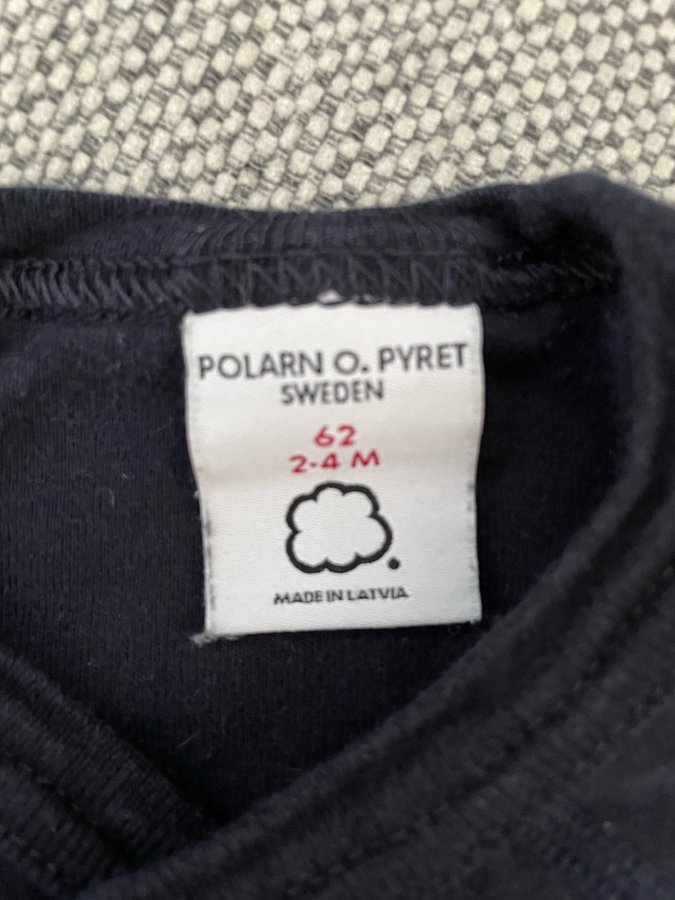 POLARN O. PYRET
SWEDEN
62
2-4 M
MADE IN LATVIA